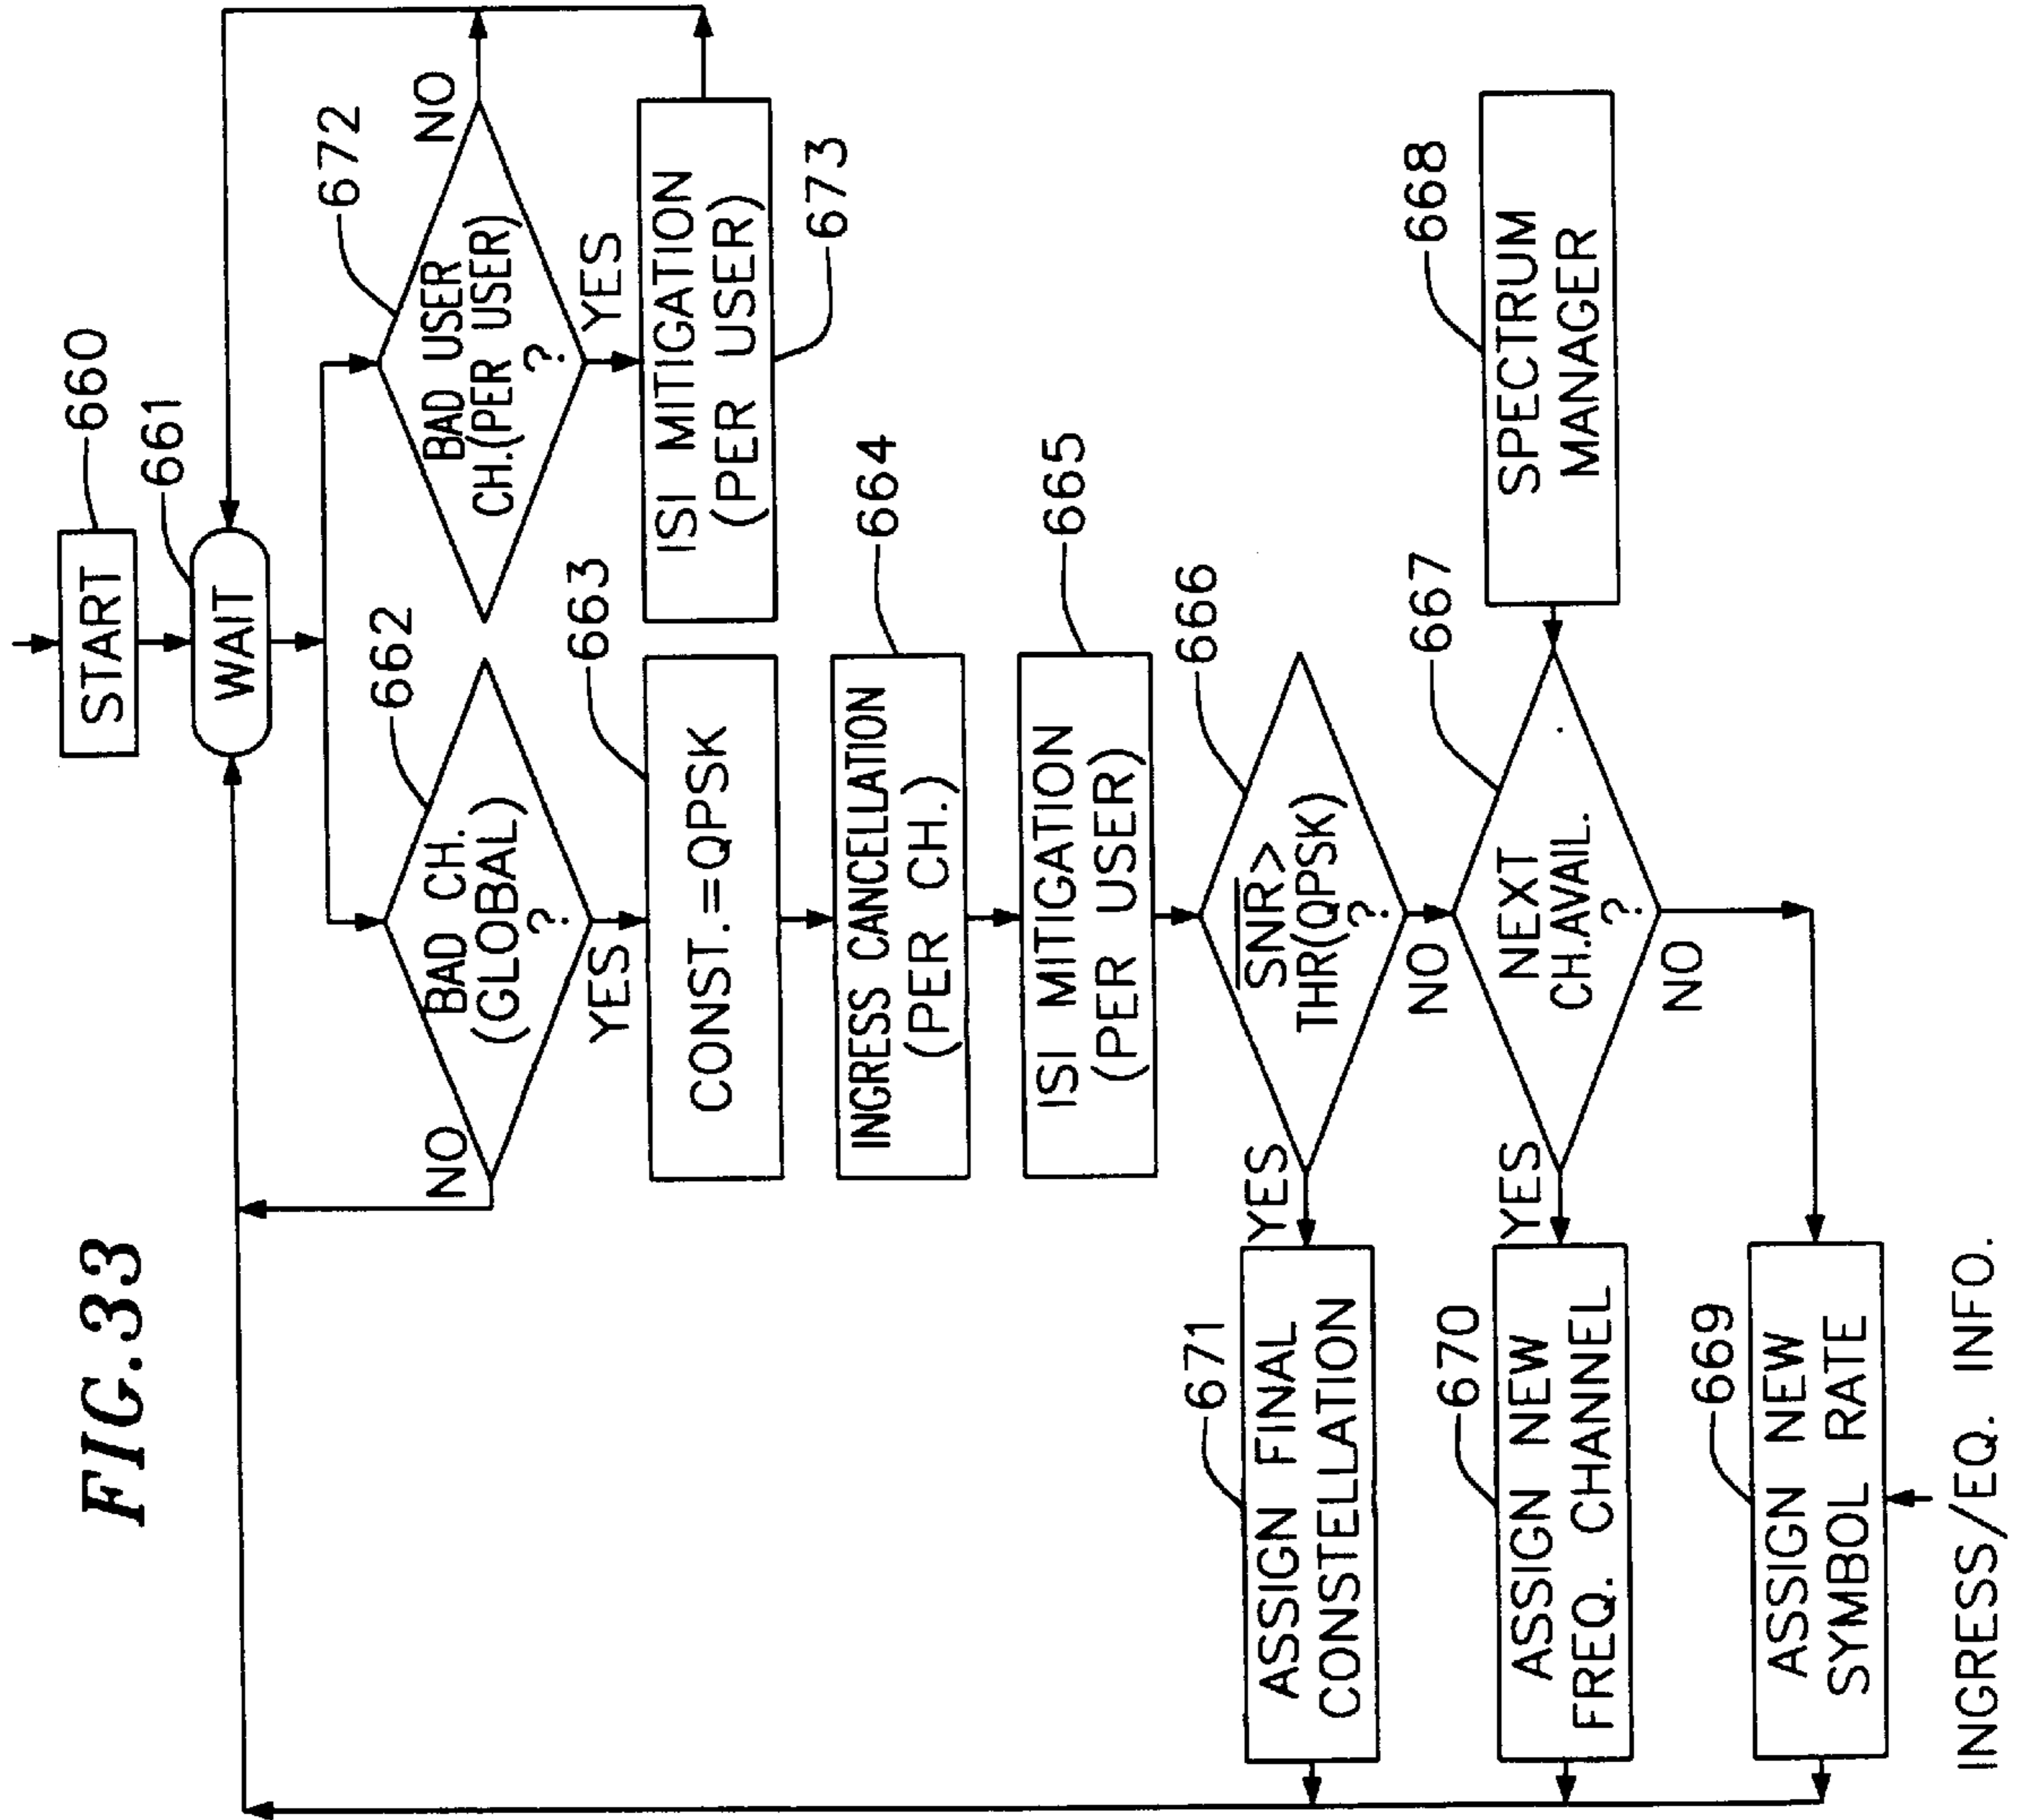 FIG.33
START
660
WAIT
661
BAD CH.
(GLOBAL)
?
662
NO
YES
BAD USER
CH.(PER USER)
?
672
NO
YES
CONST.=QPSK
663
ISI MITIGATION
(PER USER)
673
INGRESS CANCELLATION
(PER CH.)
664
ISI MITIGATION
(PER USER)
665
SNR>
THR(QPSK)
?
666
YES
NO
ASSIGN FINAL
CONSTELLATION
671
NEXT
CH.AVAIL.
?
667
YES
NO
SPECTRUM
MANAGER
668
ASSIGN NEW
FREQ. CHANNEL
670
ASSIGN NEW
SYMBOL RATE
669
INGRESS/EQ. INFO.